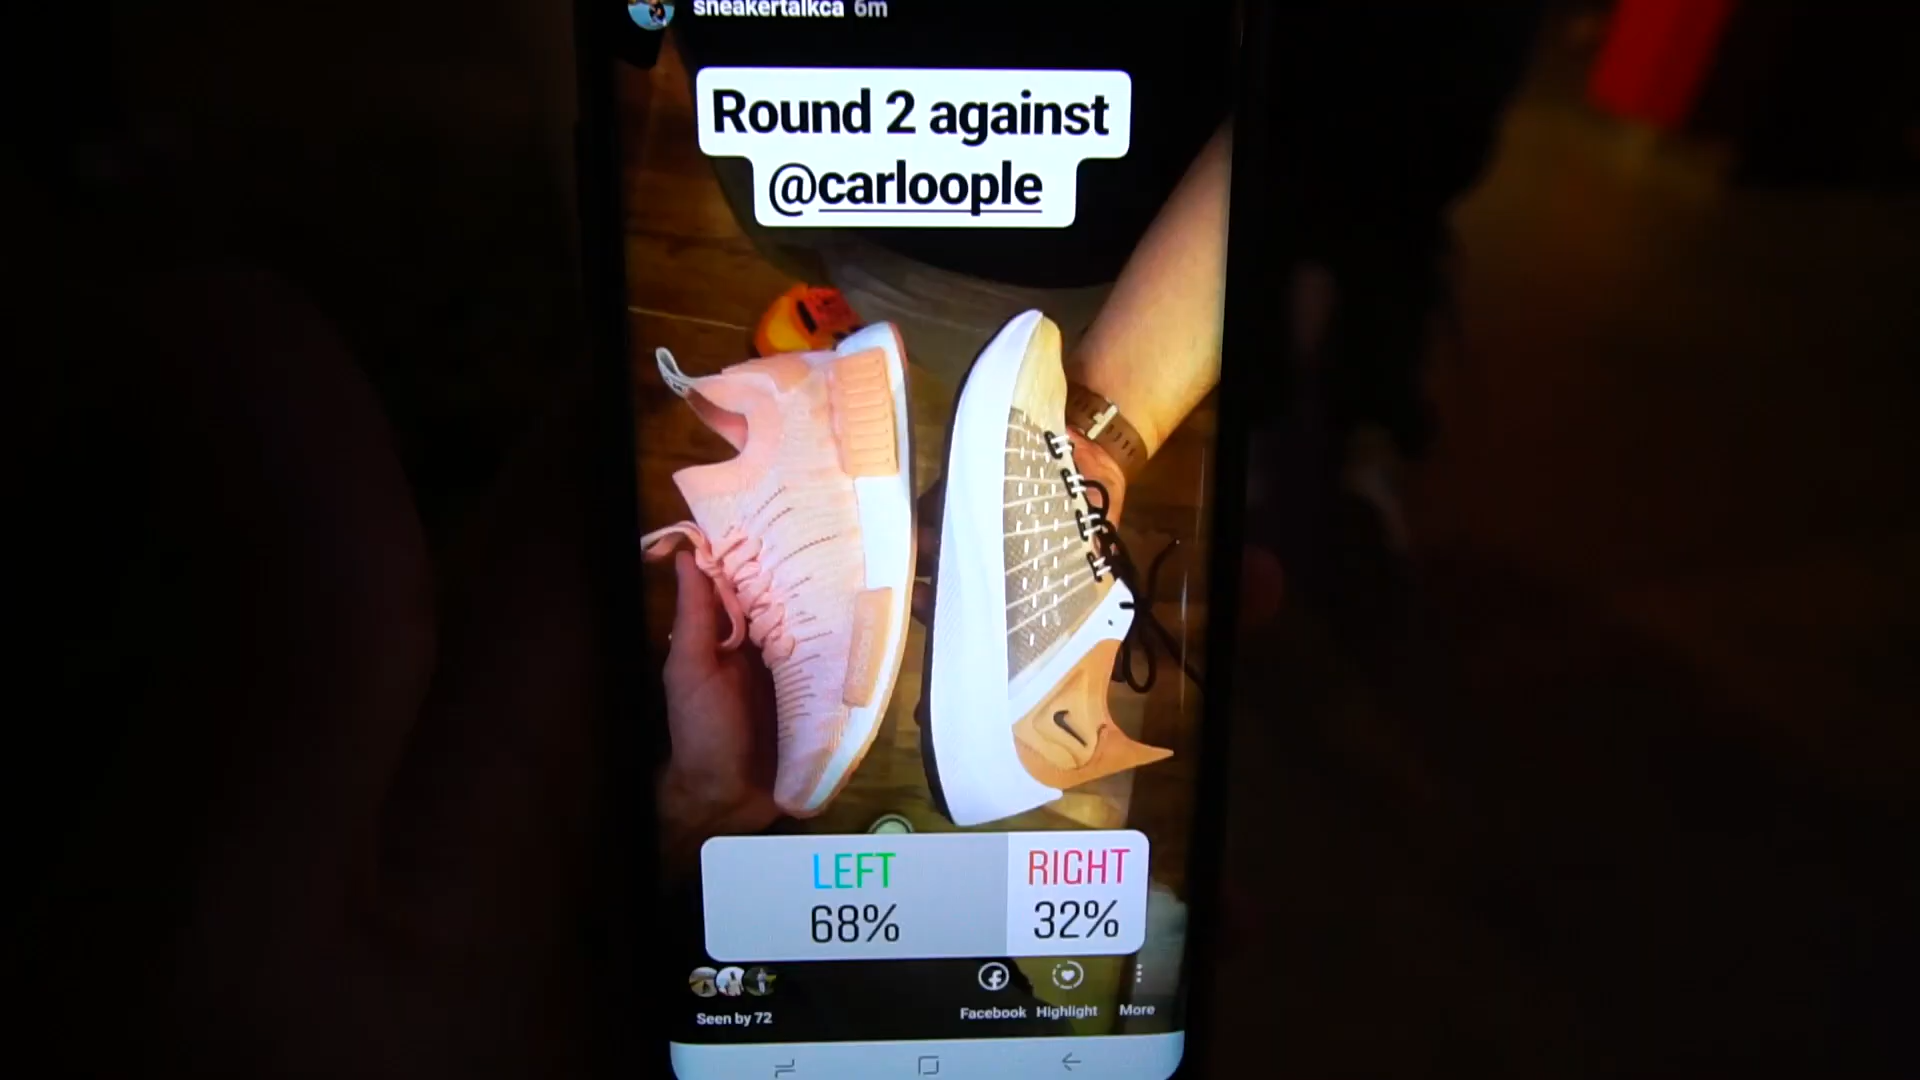 sneakertalkca 6m
Round 2 against
@carloople
LEFT RIGHT
68% 32%
Seen by 72
Facebook Highlight More